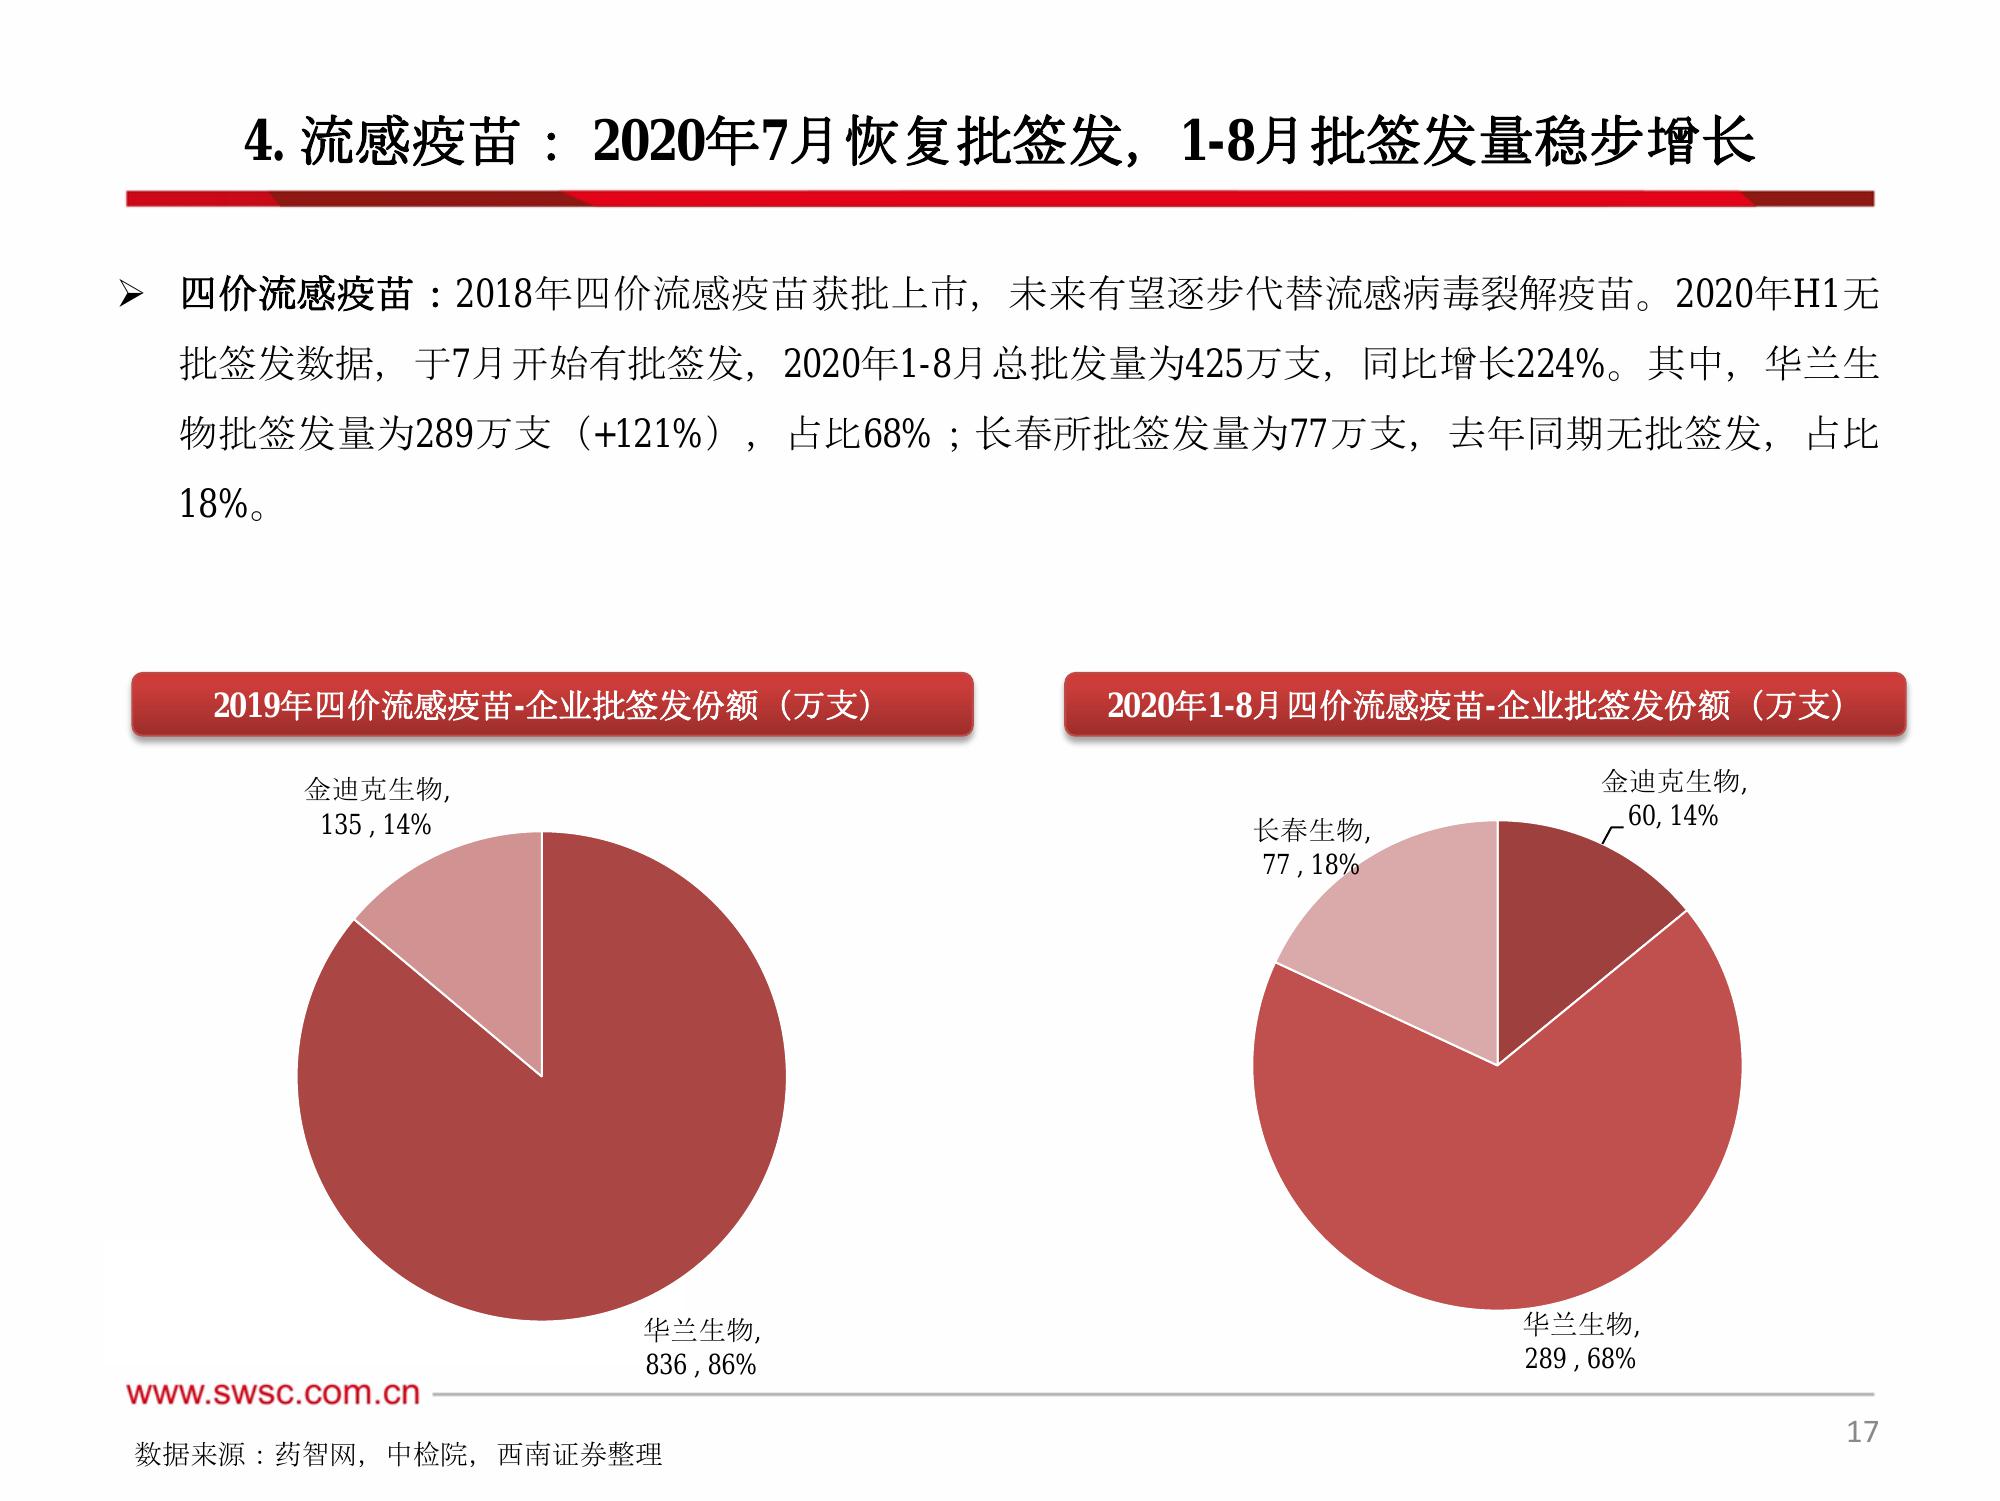 4. 流感疫苗：2020年7月恢复批签发，1-8月批签发量稳步增长
➢ 四价流感疫苗：2018年四价流感疫苗获批上市，未来有望逐步代替流感病毒裂解疫苗。2020年H1无
批签发数据，于7月开始有批签发，2020年1-8月总批发量为425万支，同比增长224%。其中，华兰生
物批签发量为289万支（+121%），占比68%；长春所批签发量为77万支，去年同期无批签发，占比
18%。
2019年四价流感疫苗-企业批签发份额（万支）
金迪克生物,
135 , 14%
华兰生物,
836 , 86%
2020年1-8月四价流感疫苗-企业批签发份额（万支）
金迪克生物,
60, 14%
长春生物,
77 , 18%
华兰生物,
289 , 68%
www.swsc.com.cn
数据来源：药智网，中检院，西南证券整理
17